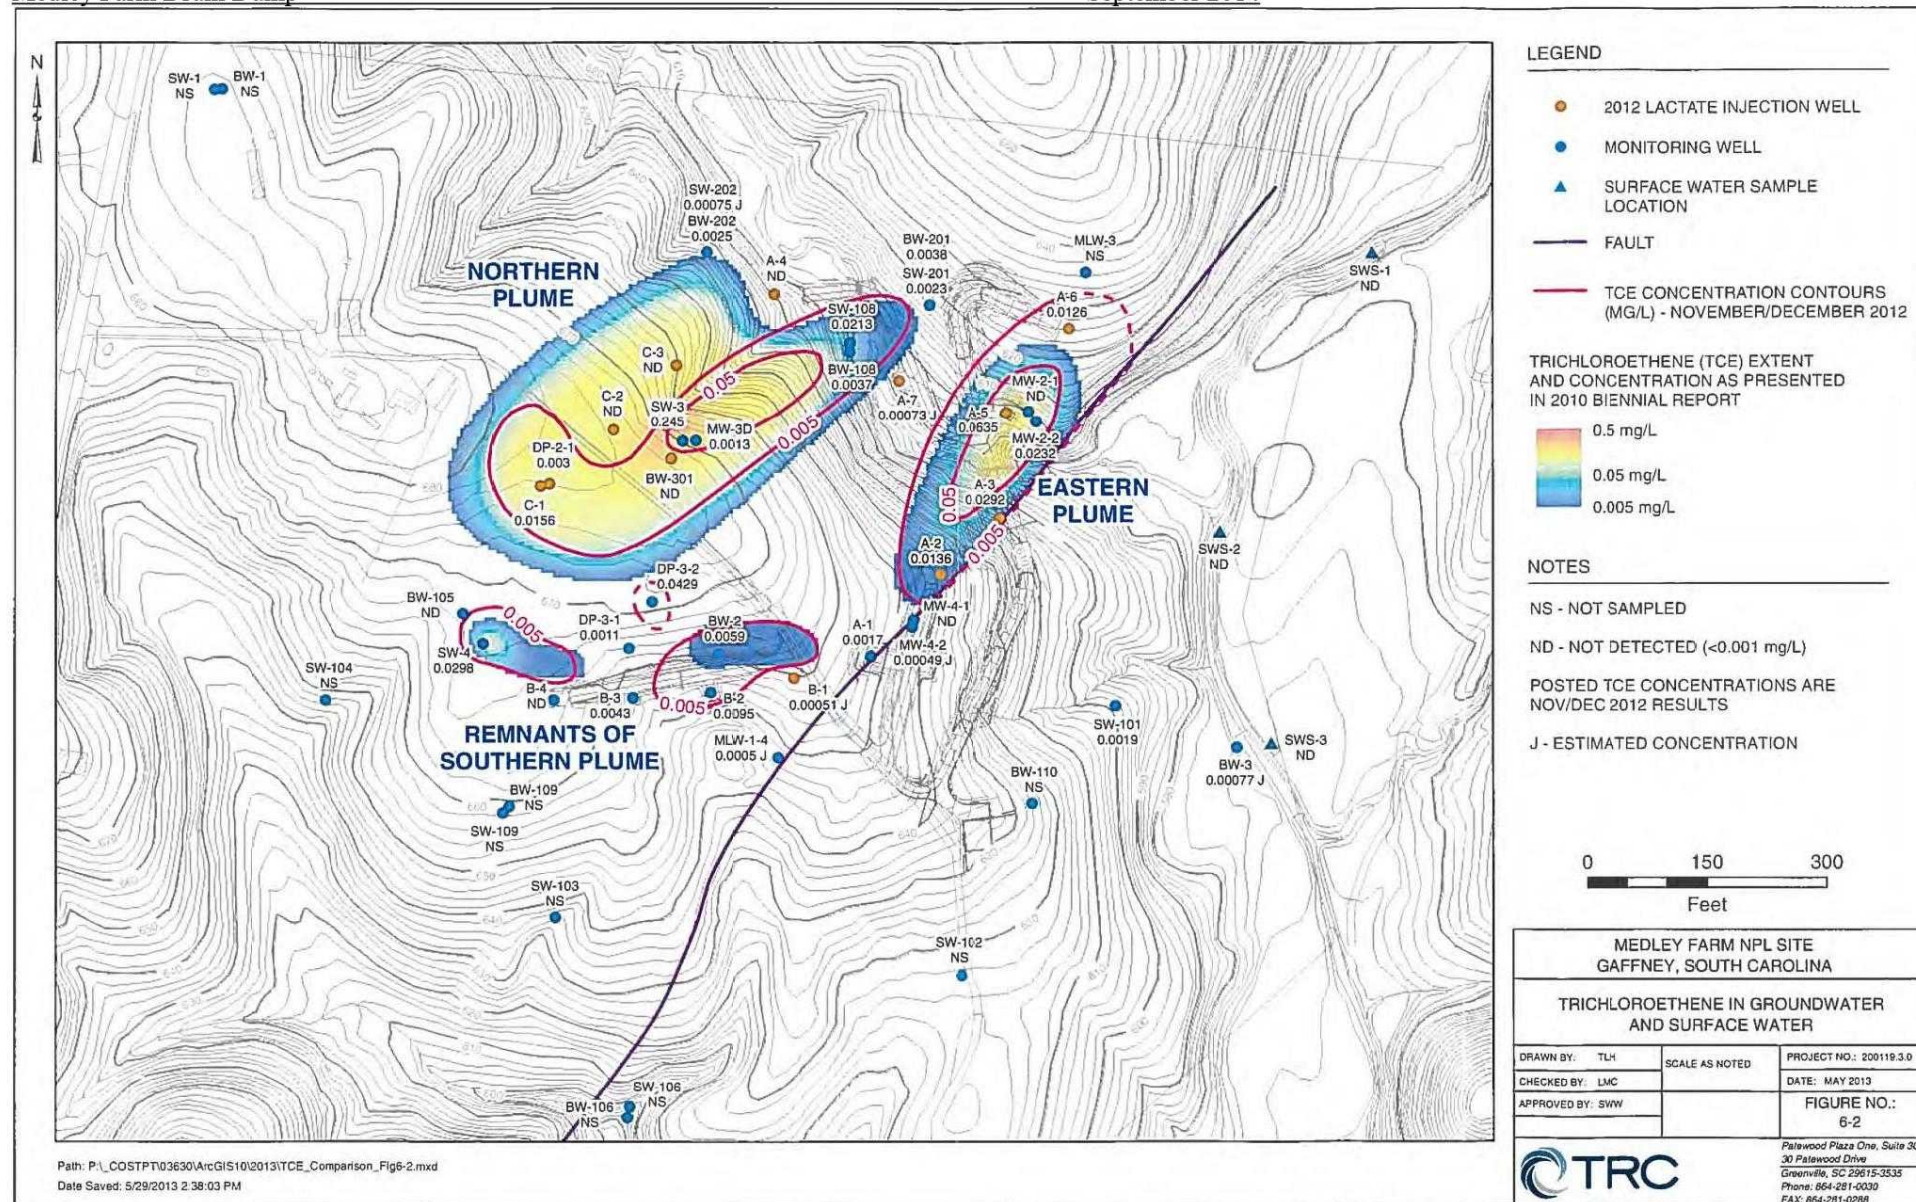 N
SW-1
NS
BW-1
NS
SW-202
0.00075 J
BW-202
0.0025
NORTHERN
PLUME
A-4
ND
BW-201
0.0038
SW-201
0.0023
MLW-3
NS
SWS-1
ND
A-6
0.0126
SW-108
0.0213
BW-108
0.0037
C-3
ND
0.05
C-2
ND
SW-3
0.245
MW-3D
0.0013
0.005
A-7
0.00073 J
MW-2-1
ND
A-5
0.0635
MW-2-2
0.0232
DP-2-1
0.003
BW-301
ND
C-1
0.0156
A-3
0.0292
0.05
EASTERN
PLUME
0.005
A-2
0.0136
SWS-2
ND
DP-3-2
0.0429
BW-105
ND
0.005
DP-3-1
0.0011
BW-2
0.0059
A-1
0.0017
MW-4-1
ND
MW-4-2
0.00049 J
SW-4
0.0298
SW-104
NS
B-4
ND
B-3
0.0043
0.005
B-2
0.0095
B-1
0.00051 J
REMNANTS OF
SOUTHERN PLUME
MLW-1-4
0.0005 J
SW-101
0.0019
BW-3
0.00077 J
SWS-3
ND
BW-110
NS
BW-109
NS
SW-109
NS
SW-103
NS
SW-102
NS
SW-106
NS
BW-106
NS
Path: P:\_COSTPT\03630\ArcGIS10\2013\TCE_Comparison_Fig6-2.mxd
Date Saved: 5/29/2013 2:38:03 PM
LEGEND
2012 LACTATE INJECTION WELL
MONITORING WELL
SURFACE WATER SAMPLE
LOCATION
FAULT
TCE CONCENTRATION CONTOURS
(MG/L) - NOVEMBER/DECEMBER 2012
TRICHLOROETHENE (TCE) EXTENT
AND CONCENTRATION AS PRESENTED
IN 2010 BIENNIAL REPORT
0.5 mg/L
0.05 mg/L
0.005 mg/L
NOTES
NS - NOT SAMPLED
ND - NOT DETECTED (<0.001 mg/L)
POSTED TCE CONCENTRATIONS ARE
NOV/DEC 2012 RESULTS
J - ESTIMATED CONCENTRATION
0 150 300
Feet
MEDLEY FARM NPL SITE
GAFFNEY, SOUTH CAROLINA
TRICHLOROETHENE IN GROUNDWATER
AND SURFACE WATER
DRAWN BY: TLH
SCALE AS NOTED
PROJECT NO.: 200119.3.0
CHECKED BY: LMC
DATE: MAY 2013
APPROVED BY: SWW
FIGURE NO.:
6-2
TRC
Patewood Plaza One, Suite 30
30 Patewood Drive
Greenville, SC 29615-3535
Phone: 864-281-0030
FAX: 864-281-0288